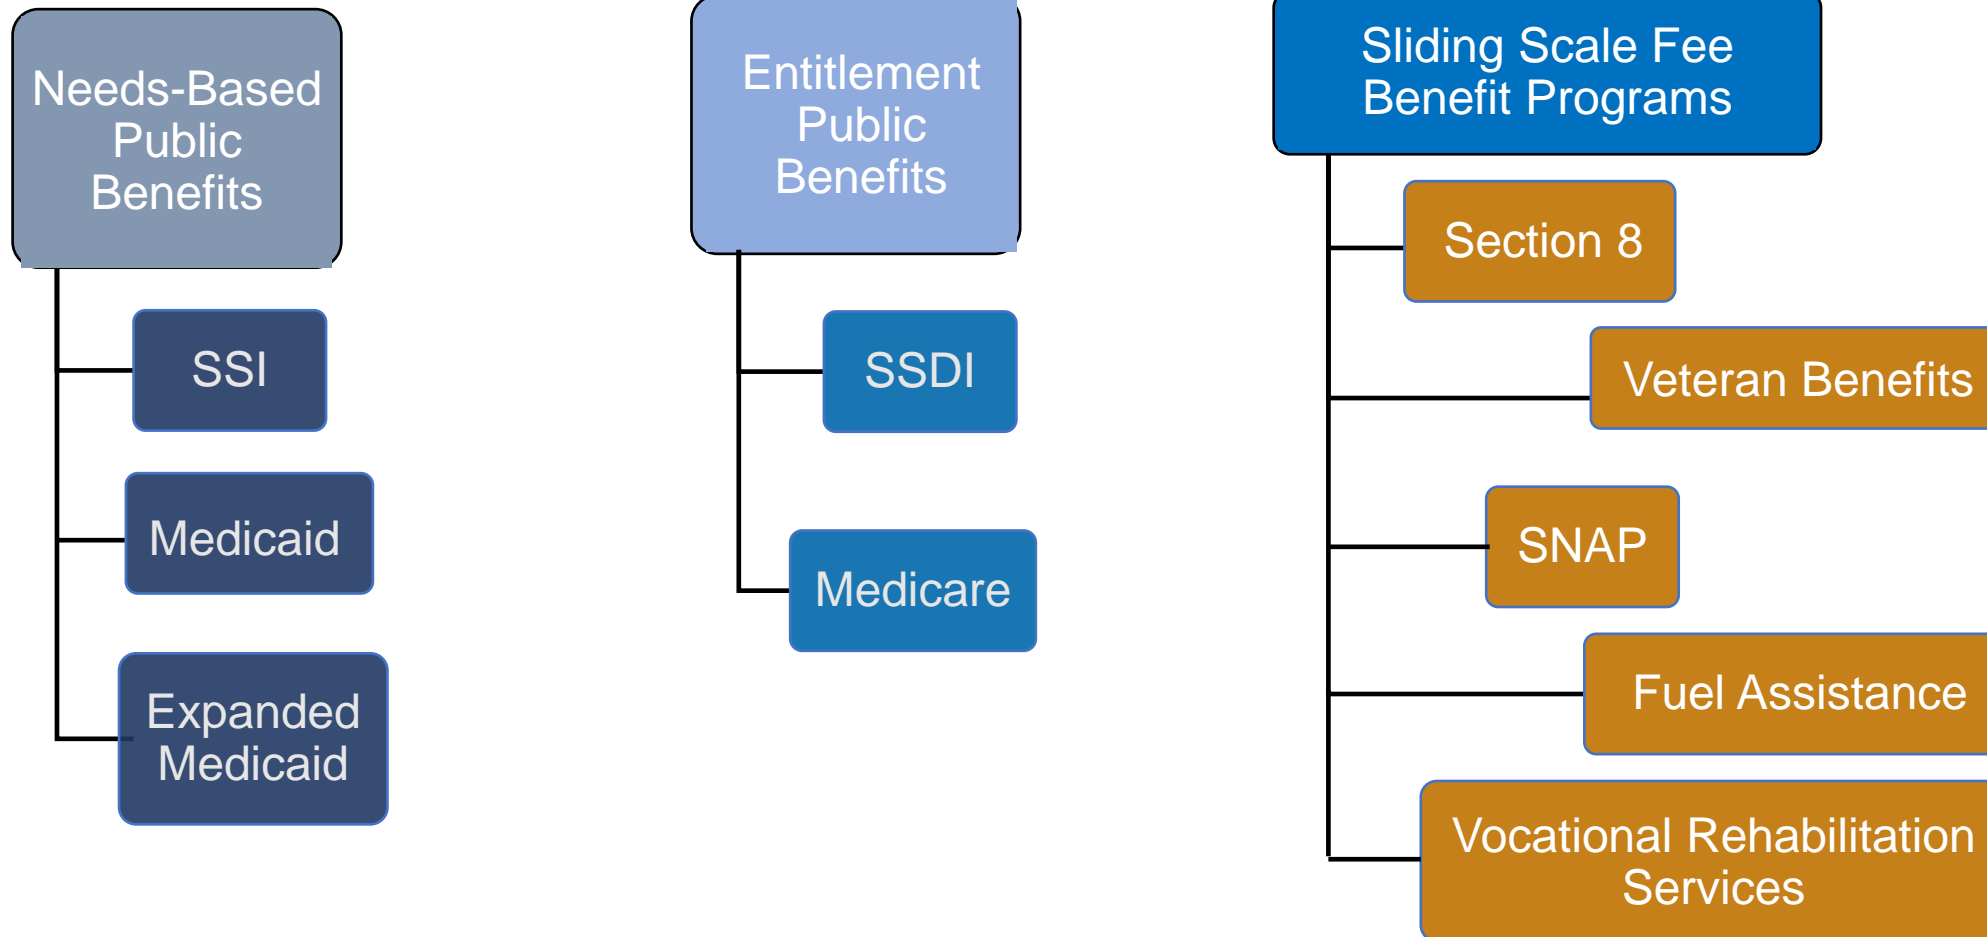 Needs-Based
Public
Benefits
SSI
Medicaid
Expanded
Medicaid
Entitlement
Public
Benefits
SSDI
Medicare
Sliding Scale Fee
Benefit Programs
Section 8
Veteran Benefits
SNAP
Fuel Assistance
Vocational Rehabilitation
Services